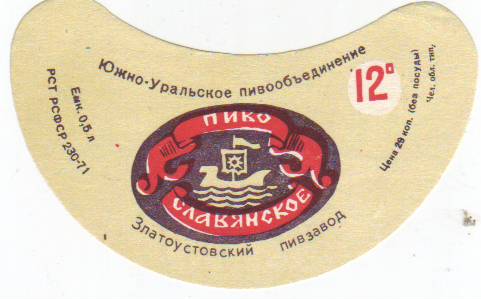 Южно-Уральское пивообъединение
Емк. 0,5 л
РСТ РСФСР 230-71
12°
Цена 28 коп. (без посуды)
Чел. обл. тип.
ПИВО
СЛАВЯНСКОЕ
Златоустовский пивзавод